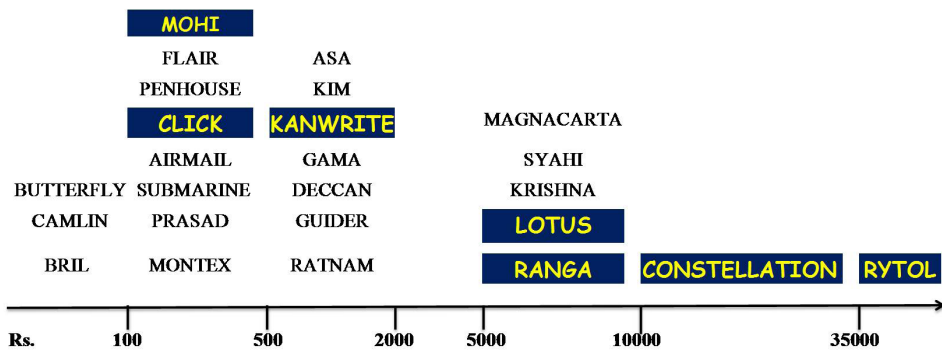 MOHI
FLAIR ASA
PENHOUSE KIM
CLICK KANWRITE MAGNACARTA
AIRMAIL GAMA SYAHI
BUTTERFLY SUBMARINE DECCAN KRISHNA
CAMLIN PRASAD GUIDER LOTUS
BRIL MONTEX RATNAM RANGA CONSTELLATION RYTOL
Rs. 100 500 2000 5000 10000 35000